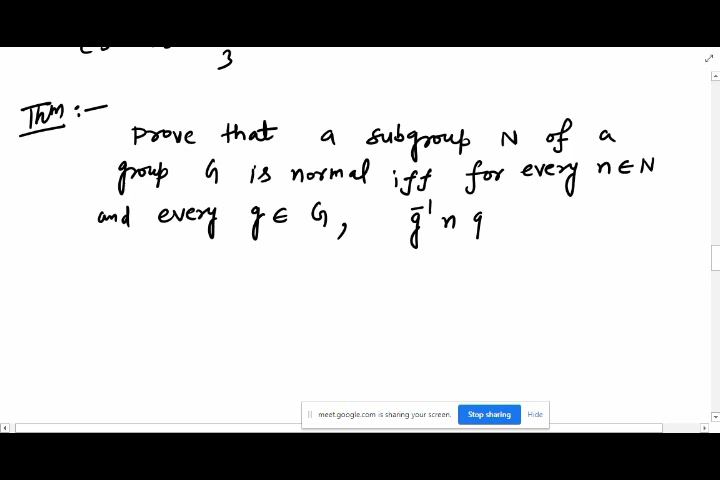 3
Thm :-
Prove that a subgroup N of a
group G is normal iff for every n ∈ N
and every g ∈ G, g⁻¹ n g
meet.google.com is sharing your screen. Stop sharing Hide